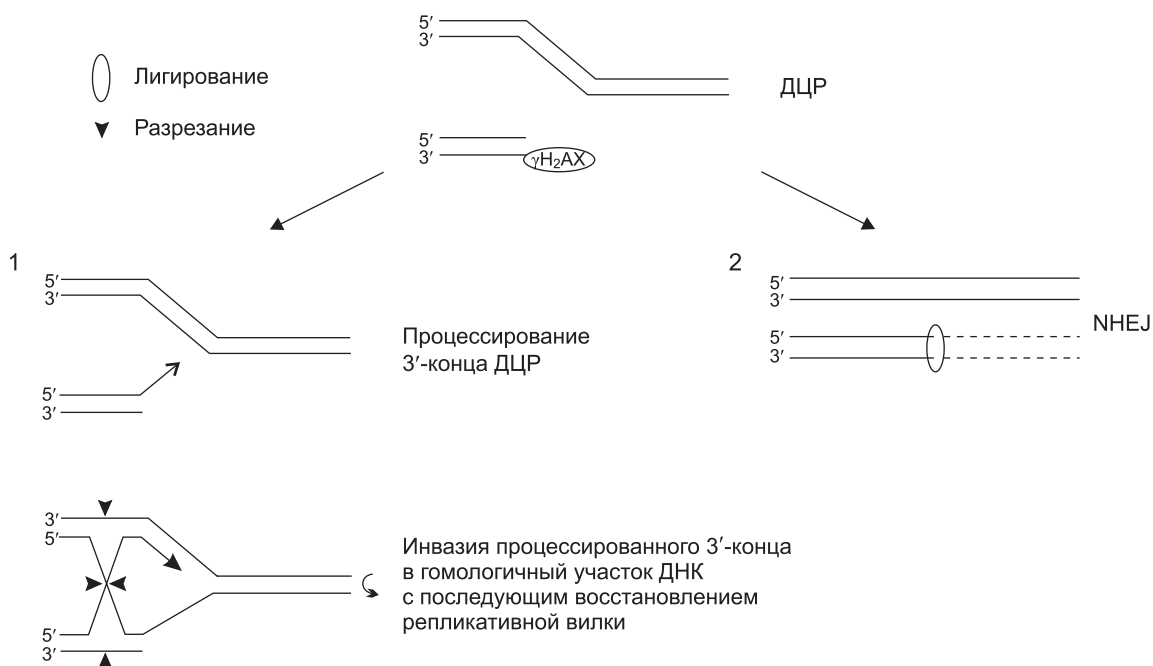 5′
3′
ДЦР
Лигирование
Разрезание
5′
3′
γH₂AX
1
5′
3′
Процессирование
3′-конца ДЦР
5′
3′
2
5′
3′
NHEJ
5′
3′
3′
5′
Инвазия процессированного 3′-конца
в гомологичный участок ДНК
с последующим восстановлением
репликативной вилки
5′
3′